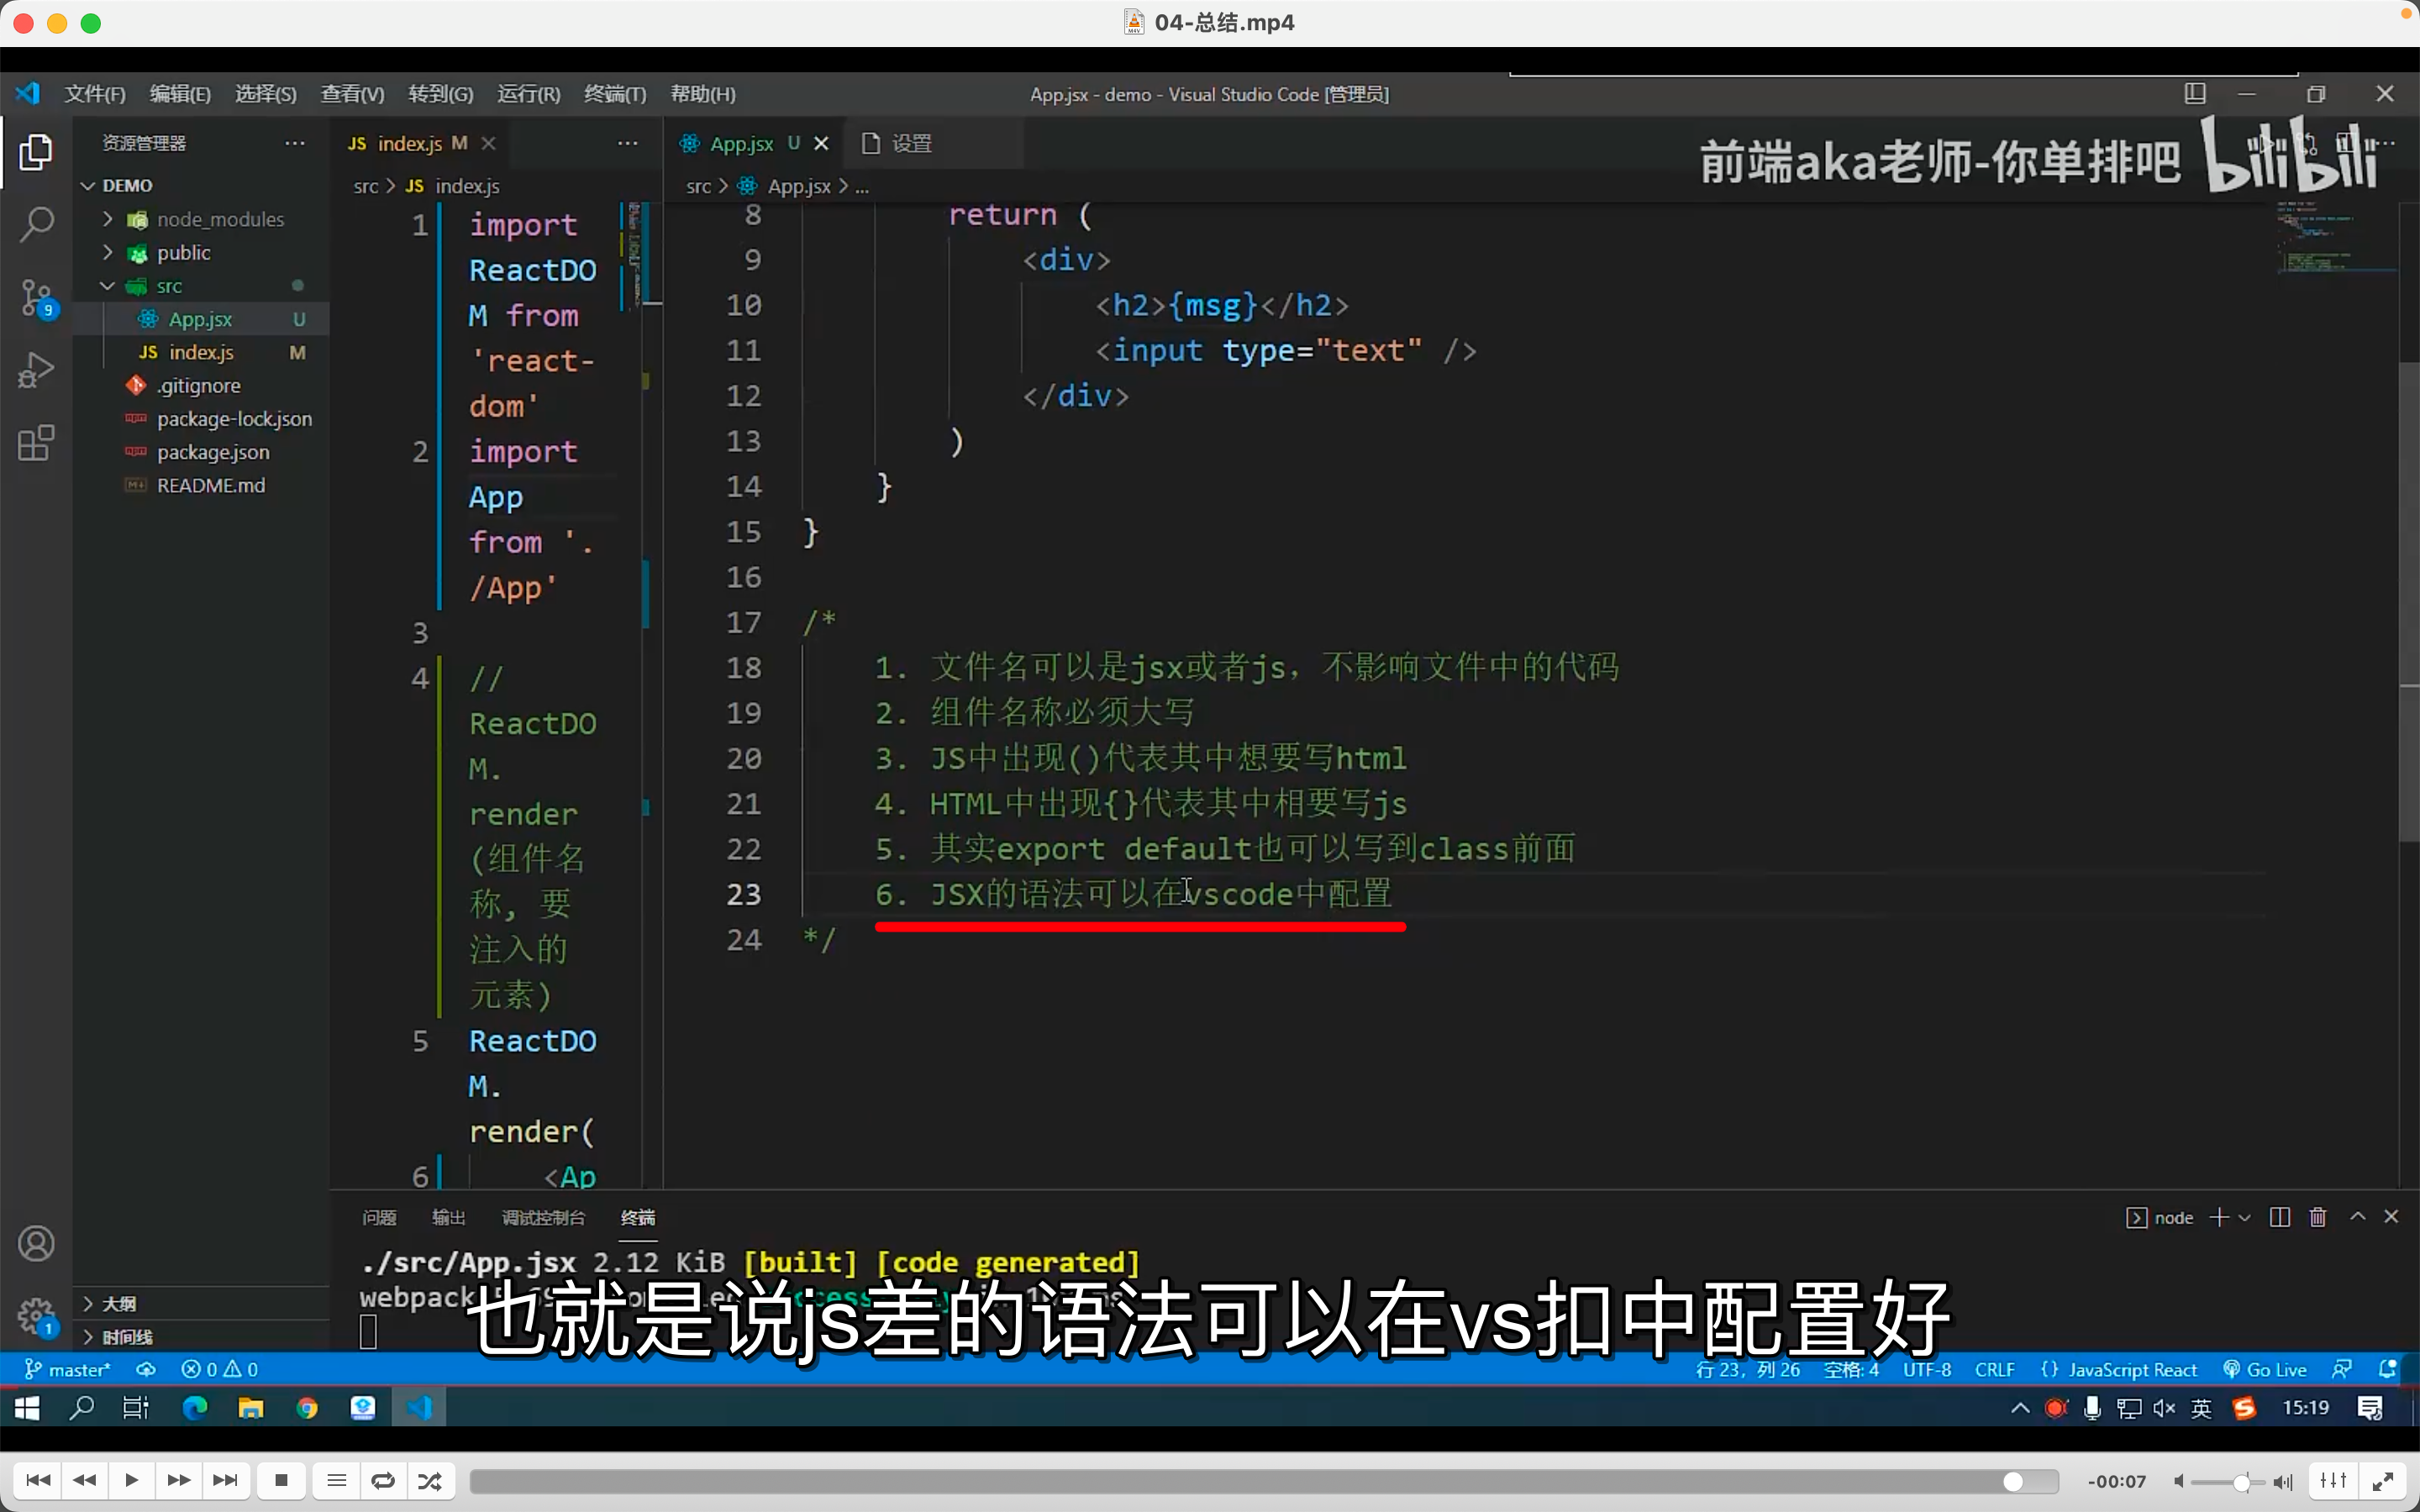 04-总结.mp4
文件(F) 编辑(E) 选择(S) 查看(V) 转到(G) 运行(R) 终端(T) 帮助(H) App.jsx - demo - Visual Studio Code [管理员]
资源管理器 ...
JS index.js M
App.jsx U 设置
前端aka老师-你单排吧 bilibili
DEMO
src > JS index.js
src > App.jsx > ...
node_modules
public
src
App.jsx U
JS index.js M
.gitignore
package-lock.json
package.json
README.md
9
1 import
ReactDO
M from
'react-
dom'
2 import
App
from '.
/App'
3
4 //
ReactDO
M.
render
(组件名
称, 要
注入的
元素)
5 ReactDO
M.
render(
6 <Ap
8 return (
9 <div>
10 <h2>{msg}</h2>
11 <input type="text" />
12 </div>
13 )
14 }
15 }
16
17 /*
18 1. 文件名可以是jsx或者js，不影响文件中的代码
19 2. 组件名称必须大写
20 3. JS中出现()代表其中想要写html
21 4. HTML中出现{}代表其中相要写js
22 5. 其实export default也可以写到class前面
23 6. JSX的语法可以在vscode中配置
24 */
问题 输出 调试控制台 终端
node
./src/App.jsx 2.12 KiB [built] [code generated]
webpack
也就是说js差的语法可以在vs扣中配置好
大纲
时间线
1
master* 0 0
行 23，列 26 空格: 4 UTF-8 CRLF {} JavaScript React Go Live
英 15:19
-00:07